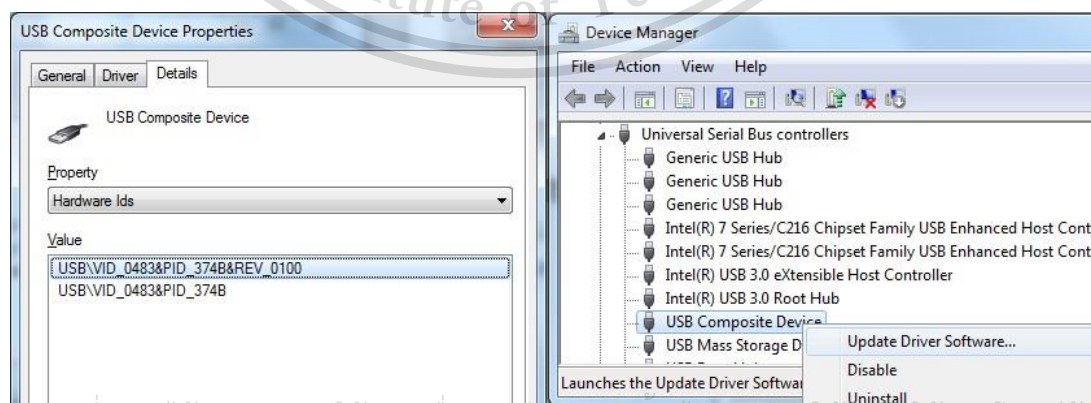 USB Composite Device Properties
General
Driver
Details
USB Composite Device
Property
Hardware Ids
Value
USB\VID_0483&PID_374B&REV_0100
USB\VID_0483&PID_374B
Device Manager
File Action View Help
Universal Serial Bus controllers
Generic USB Hub
Generic USB Hub
Generic USB Hub
Intel(R) 7 Series/C216 Chipset Family USB Enhanced Host Cont
Intel(R) 7 Series/C216 Chipset Family USB Enhanced Host Cont
Intel(R) USB 3.0 eXtensible Host Controller
Intel(R) USB 3.0 Root Hub
USB Composite Device
USB Mass Storage D
Update Driver Software...
Disable
Uninstall
Launches the Update Driver Softwar